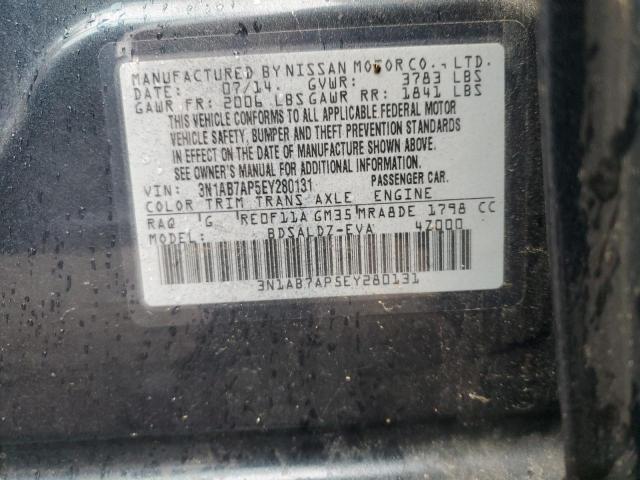 MANUFACTURED BY NISSAN MOTOR CO., LTD.
DATE: 07/14 GVWR: 3783 LBS
GAWR FR: 2006 LBS GAWR RR: 1841 LBS
THIS VEHICLE CONFORMS TO ALL APPLICABLE FEDERAL MOTOR
VEHICLE SAFETY, BUMPER AND THEFT PREVENTION STANDARDS
IN EFFECT ON THE DATE OF MANUFACTURE SHOWN ABOVE.
SEE OWNER'S MANUAL FOR ADDITIONAL INFORMATION.
VIN: 3N1AB7AP5EY280131 PASSENGER CAR.
COLOR TRIM TRANS AXLE ENGINE
RAQ G RE0F11A GM35 MRA8DE 1798 CC
MODEL: BDSALDZ-EVA 4Z000
3N1AB7AP5EY280131